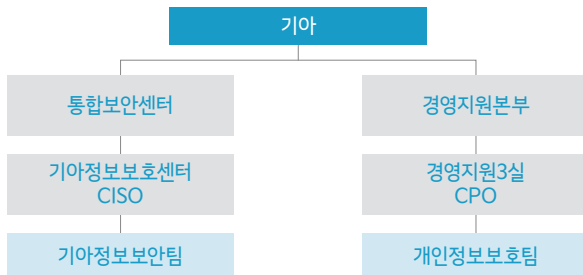 기아
통합보안센터
경영지원본부
기아정보보호센터
CISO
경영지원3실
CPO
기아정보보안팀
개인정보보호팀